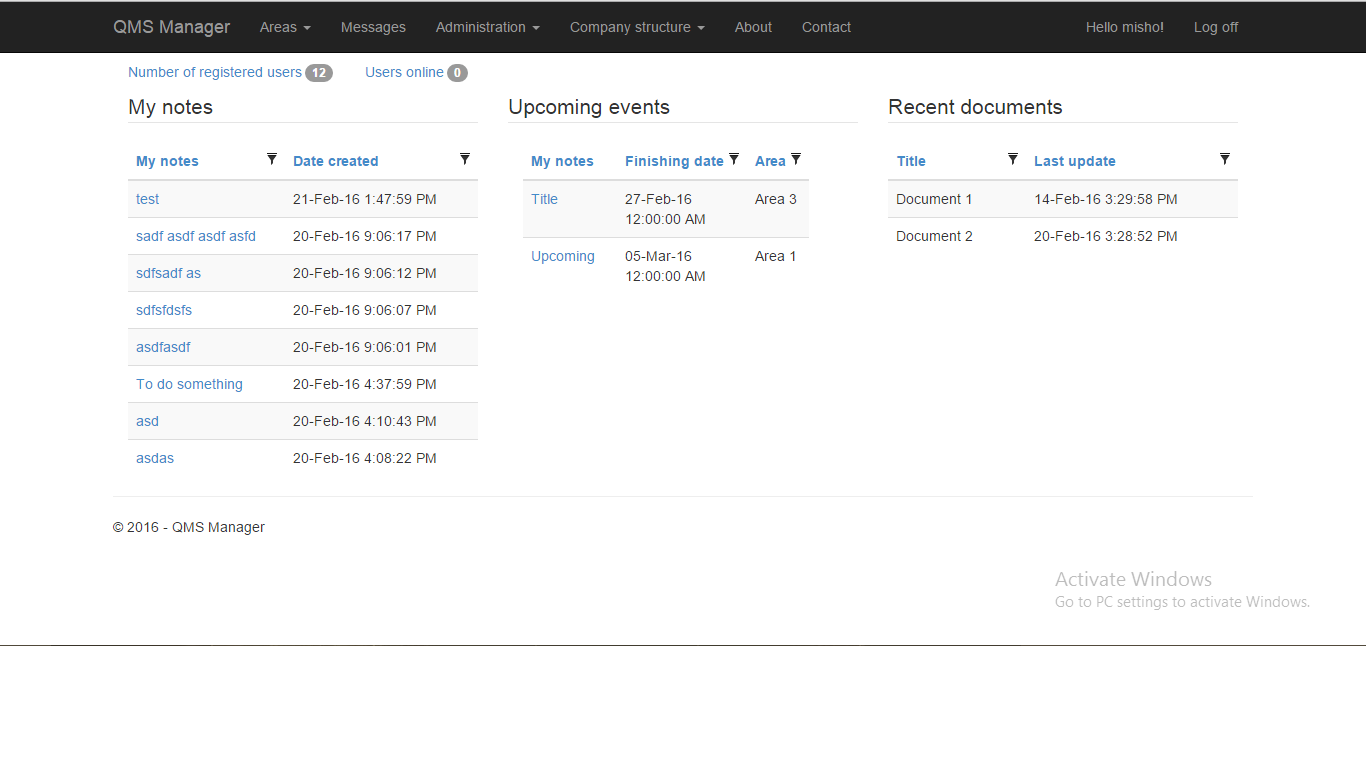 QMS Manager Areas Messages Administration Company structure About Contact Hello misho! Log off
Number of registered users 12 Users online 0
My notes
My notes Date created
test 21-Feb-16 1:47:59 PM
sadf asdf asdf asfd 20-Feb-16 9:06:17 PM
sdfsadf as 20-Feb-16 9:06:12 PM
sdfsfdsfs 20-Feb-16 9:06:07 PM
asdfasdf 20-Feb-16 9:06:01 PM
To do something 20-Feb-16 4:37:59 PM
asd 20-Feb-16 4:10:43 PM
asdas 20-Feb-16 4:08:22 PM
Upcoming events
My notes Finishing date Area
Title 27-Feb-16 Area 3
12:00:00 AM
Upcoming 05-Mar-16 Area 1
12:00:00 AM
Recent documents
Title Last update
Document 1 14-Feb-16 3:29:58 PM
Document 2 20-Feb-16 3:28:52 PM
© 2016 - QMS Manager
Activate Windows
Go to PC settings to activate Windows.